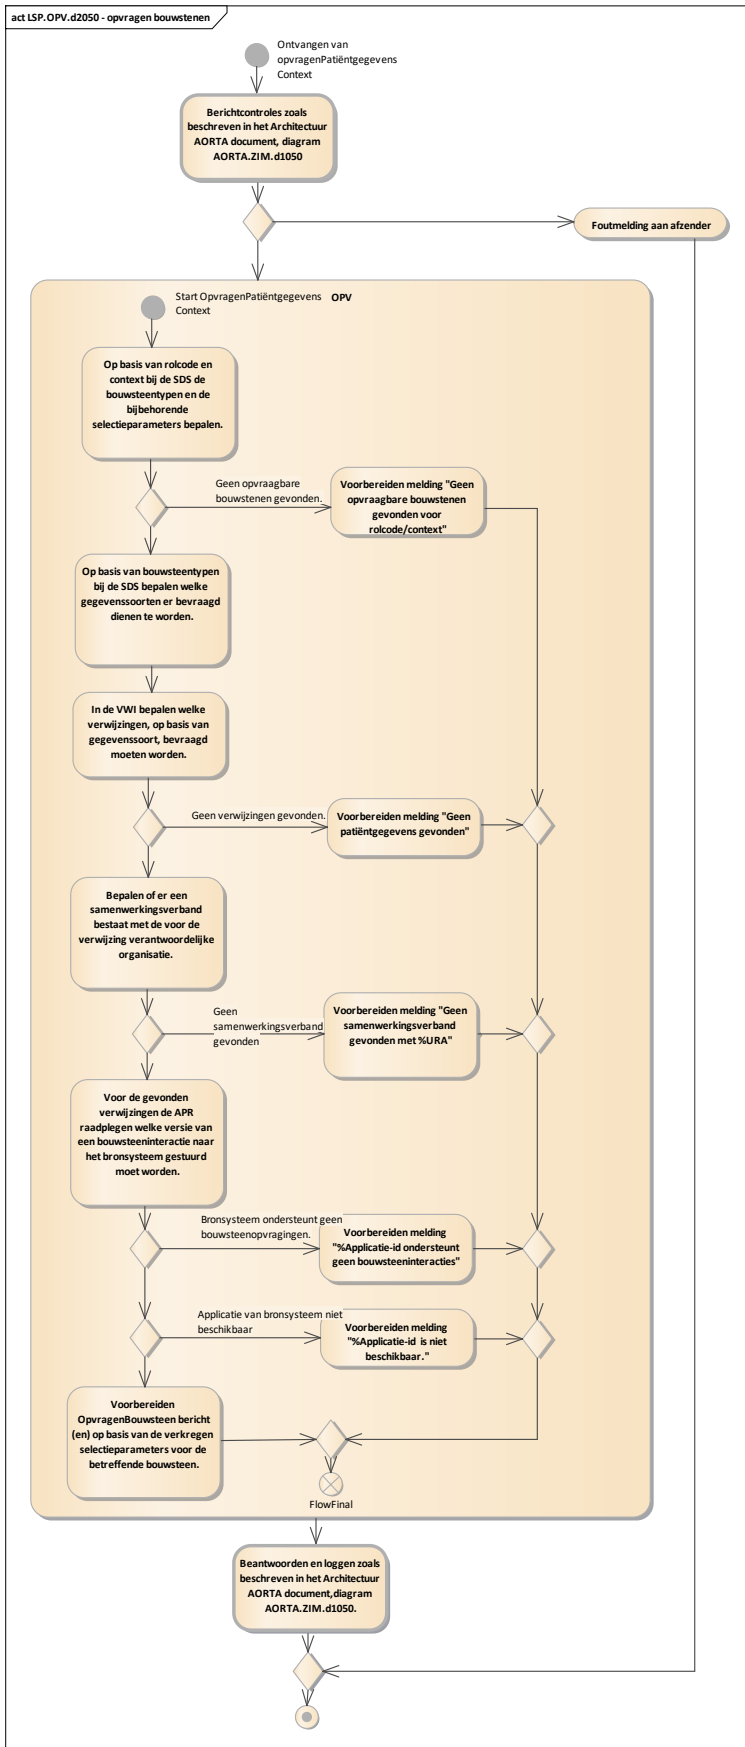 act LSP.OPV.d2050 - opvragen bouwstenen
Ontvangen van
opvragenPatiëntgegevens
Context
Berichtcontroles zoals
beschreven in het Architectuur
AORTA document, diagram
AORTA.ZIM.d1050
Foutmelding aan afzender
Start OpvragenPatiëntgegevens
Context
OPV
Op basis van rolcode en
context bij de SDS de
bouwsteentypen en de
bijbehorende
selectieparameters bepalen.
Geen opvraagbare
bouwstenen gevonden.
Voorbereiden melding "Geen
opvraagbare bouwstenen
gevonden voor
rolcode/context"
Op basis van bouwsteentypen
bij de SDS bepalen welke
gegevenssoorten er bevraagd
dienen te worden.
In de VWI bepalen welke
verwijzingen, op basis van
gegevenssoort, bevraagd
moeten worden.
Geen verwijzingen gevonden.
Voorbereiden melding "Geen
patiëntgegevens gevonden"
Bepalen of er een
samenwerkingsverband
bestaat met de voor de
verwijzing verantwoordelijke
organisatie.
Geen
samenwerkingsverband
gevonden
Voorbereiden melding "Geen
samenwerkingsverband
gevonden met %URA"
Voor de gevonden
verwijzingen de APR
raadplegen welke versie van
een bouwsteeninteractie naar
het bronsysteem gestuurd
moet worden.
Bronsysteem ondersteunt geen
bouwsteenopvragingen.
Voorbereiden melding
"%Applicatie-id ondersteunt
geen bouwsteeninteracties"
Applicatie van bronsysteem niet
beschikbaar
Voorbereiden melding
"%Applicatie-id is niet
beschikbaar."
Voorbereiden
OpvragenBouwsteen bericht
(en) op basis van de verkregen
selectieparameters voor de
betreffende bouwsteen.
FlowFinal
Beantwoorden en loggen zoals
beschreven in het Architectuur
AORTA document,diagram
AORTA.ZIM.d1050.